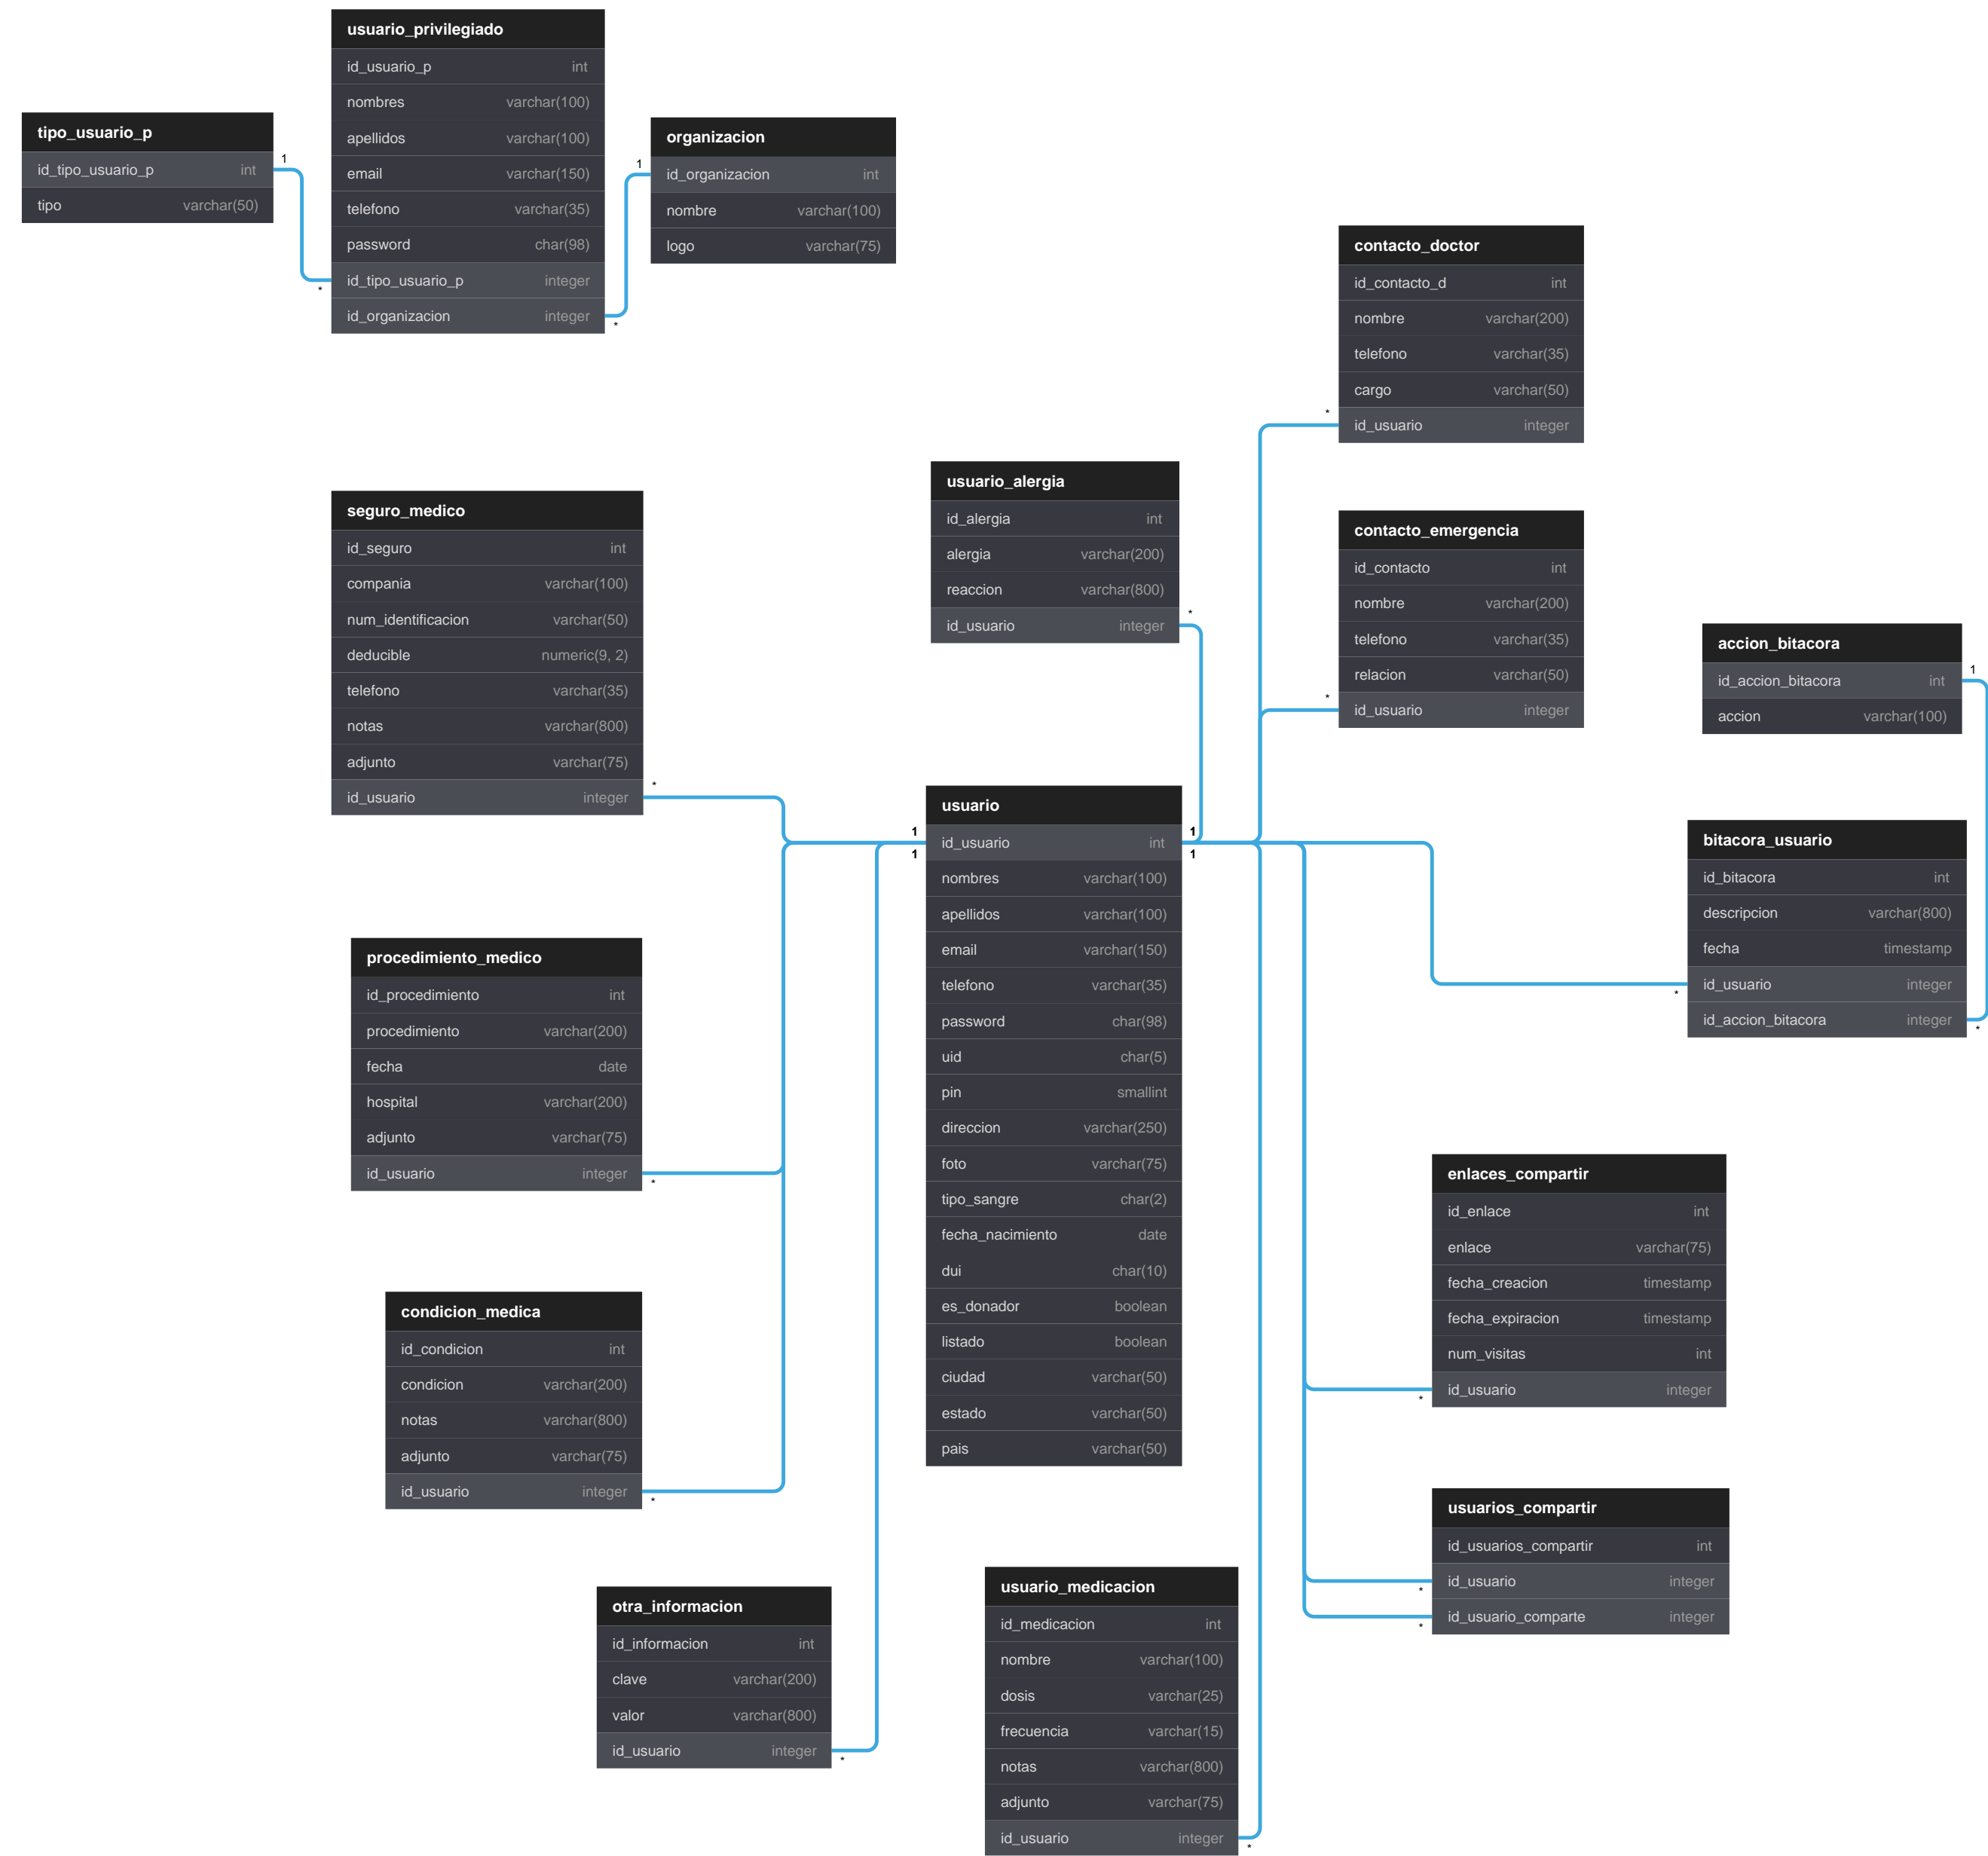 usuario_privilegiado
id_usuario_p int
nombres varchar(100)
apellidos varchar(100)
email varchar(150)
telefono varchar(35)
password char(98)
id_tipo_usuario_p integer
* id_organizacion integer *
tipo_usuario_p
id_tipo_usuario_p int 1
tipo varchar(50)
organizacion
1 id_organizacion int
nombre varchar(100)
logo varchar(75)
contacto_doctor
id_contacto_d int
nombre varchar(200)
telefono varchar(35)
cargo varchar(50)
* id_usuario integer
usuario_alergia
id_alergia int
alergia varchar(200)
reaccion varchar(800)
id_usuario integer *
seguro_medico
id_seguro int
compania varchar(100)
num_identificacion varchar(50)
deducible numeric(9, 2)
telefono varchar(35)
notas varchar(800)
adjunto varchar(75)
id_usuario integer *
contacto_emergencia
id_contacto int
nombre varchar(200)
telefono varchar(35)
relacion varchar(50)
* id_usuario integer
accion_bitacora
id_accion_bitacora int 1
accion varchar(100)
usuario
1 1
id_usuario int
1 1
nombres varchar(100)
apellidos varchar(100)
email varchar(150)
telefono varchar(35)
password char(98)
uid char(5)
pin smallint
direccion varchar(250)
foto varchar(75)
tipo_sangre char(2)
fecha_nacimiento date
dui char(10)
es_donador boolean
listado boolean
ciudad varchar(50)
estado varchar(50)
pais varchar(50)
bitacora_usuario
id_bitacora int
descripcion varchar(800)
fecha timestamp
* id_usuario integer
id_accion_bitacora integer *
procedimiento_medico
id_procedimiento int
procedimiento varchar(200)
fecha date
hospital varchar(200)
adjunto varchar(75)
id_usuario integer *
enlaces_compartir
id_enlace int
enlace varchar(75)
fecha_creacion timestamp
fecha_expiracion timestamp
num_visitas int
* id_usuario integer
condicion_medica
id_condicion int
condicion varchar(200)
notas varchar(800)
adjunto varchar(75)
id_usuario integer *
usuarios_compartir
id_usuarios_compartir int
* id_usuario integer
* id_usuario_comparte integer
otra_informacion
id_informacion int
clave varchar(200)
valor varchar(800)
id_usuario integer *
usuario_medicacion
id_medicacion int
nombre varchar(100)
dosis varchar(25)
frecuencia varchar(15)
notas varchar(800)
adjunto varchar(75)
id_usuario integer *